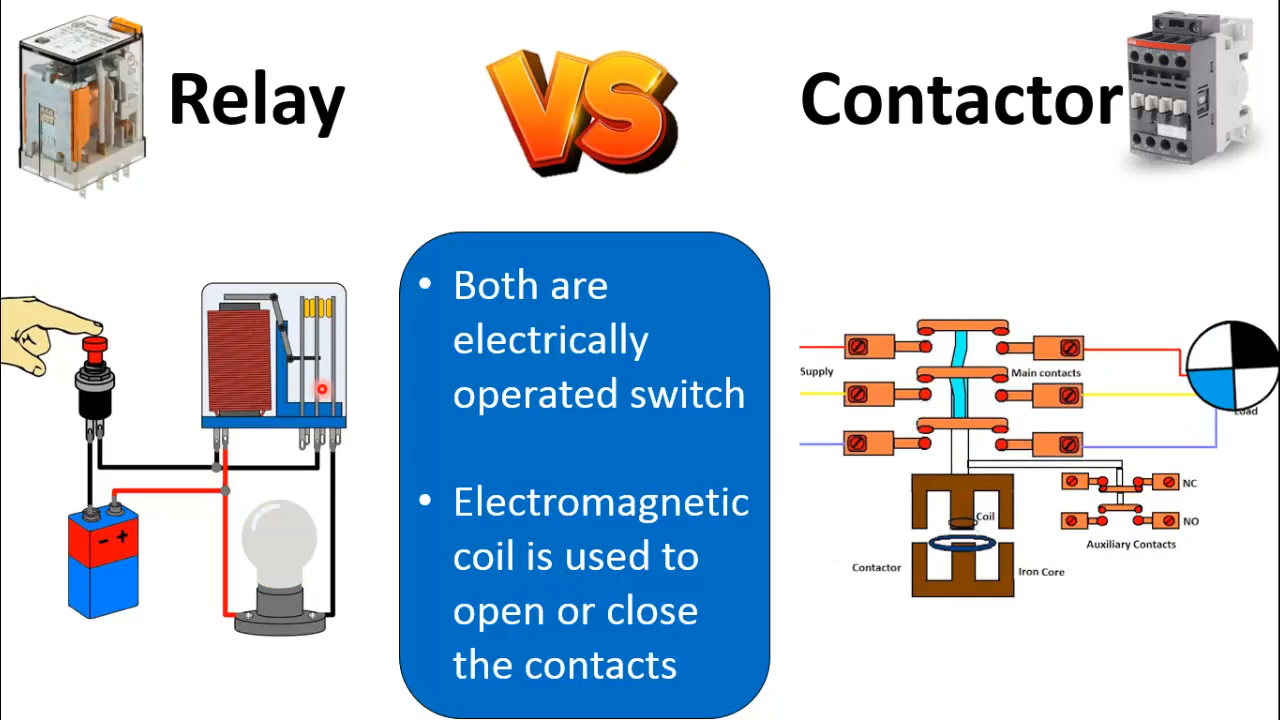 Relay
VS
Contactor
• Both are
electrically
operated switch
• Electromagnetic
coil is used to
open or close
the contacts
- +
Supply
Main contacts
Load
Coil
Contactor
Iron Core
NC
NO
Auxiliary Contacts